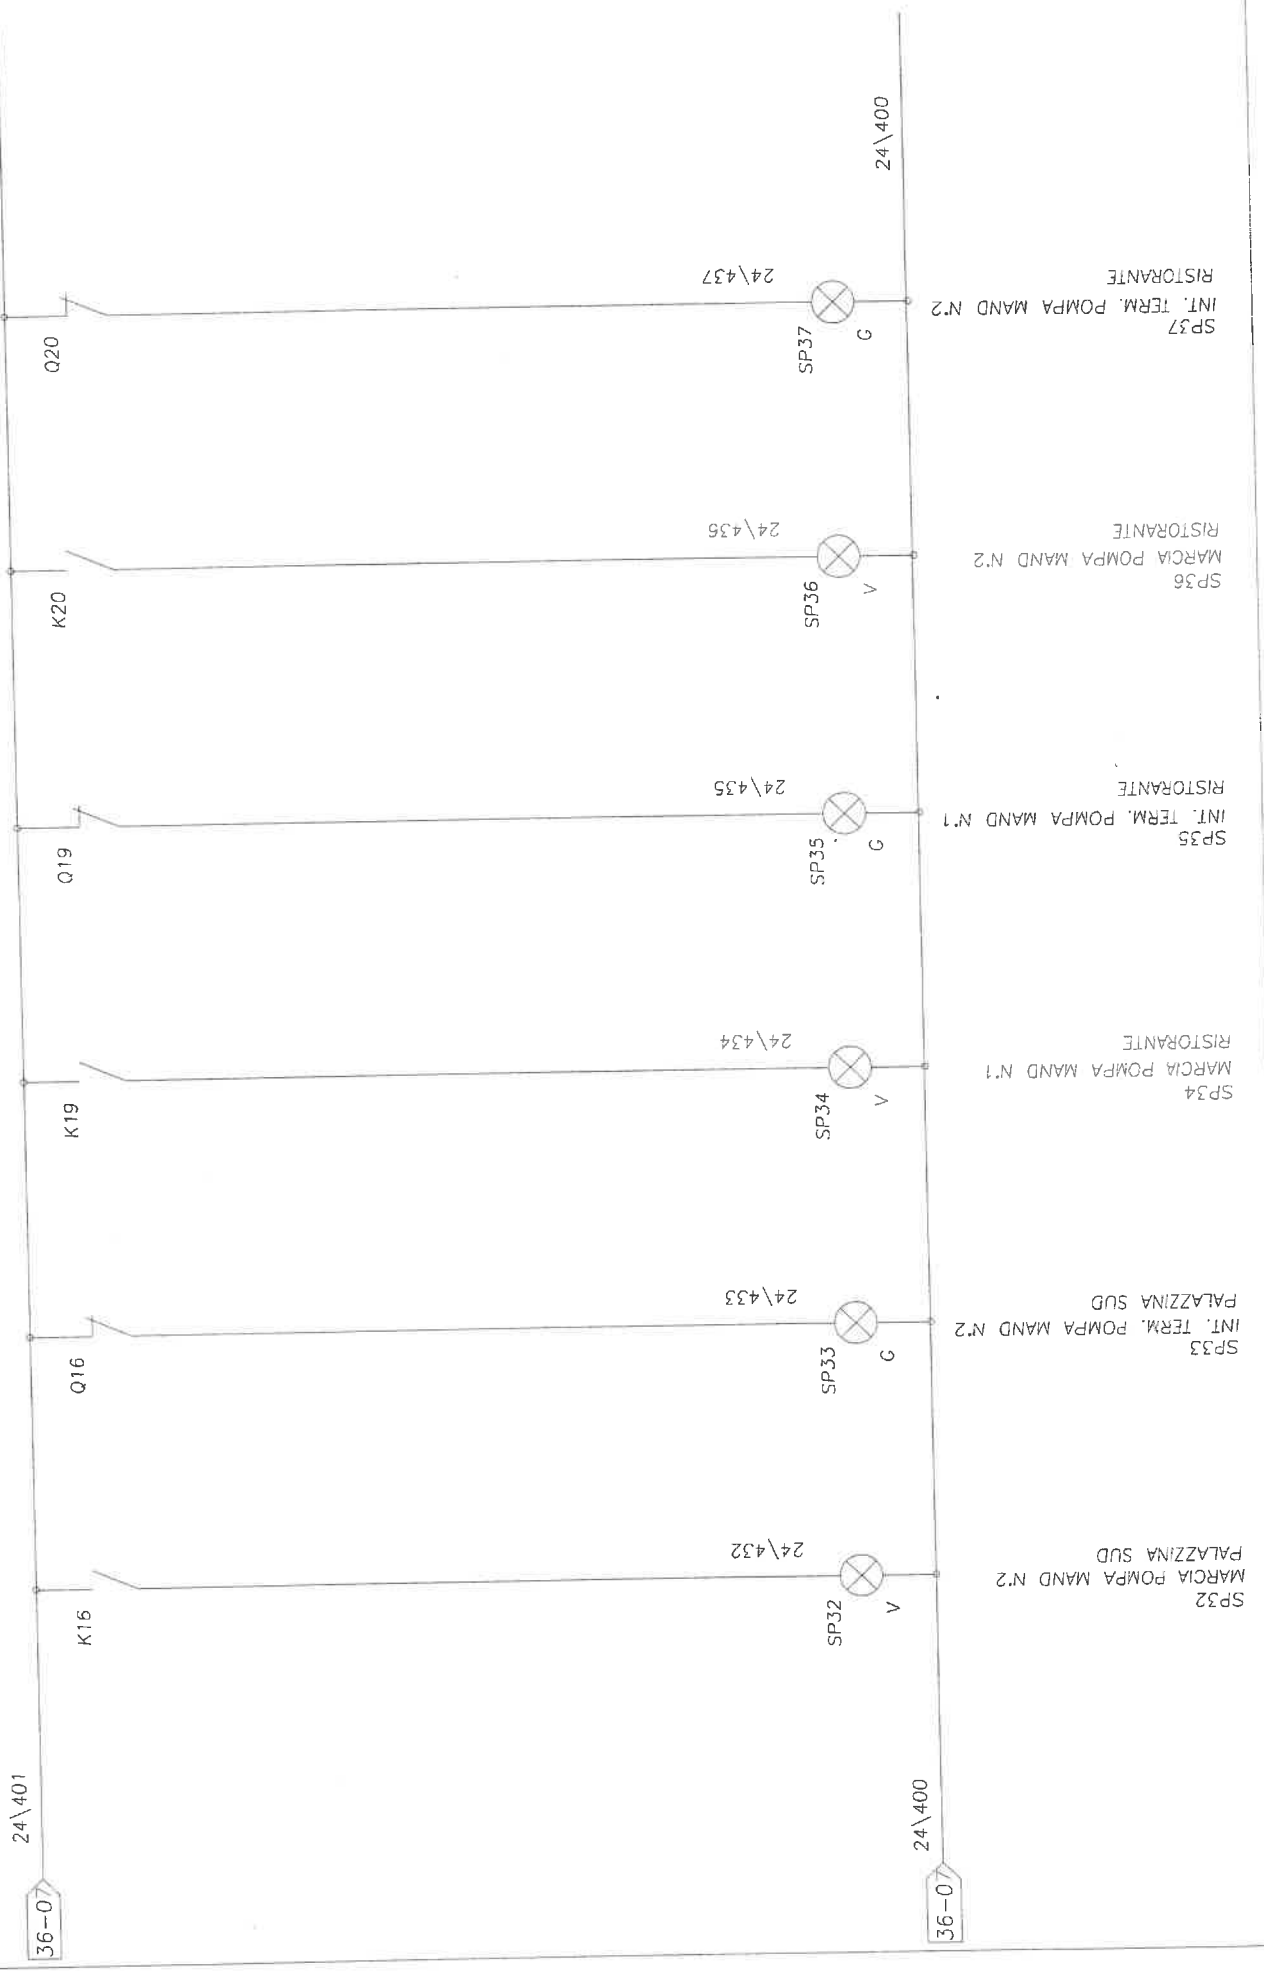 36-07
24\401
K16
24\432
SP32
V
SP32
MARCIA POMPA MAND N°2
PALAZZINA SUD
Q16
24\433
SP33
G
SP33
INT. TERM. POMPA MAND N°2
PALAZZINA SUD
K19
24\434
SP34
V
SP34
MARCIA POMPA MAND N°1
RISTORANTE
Q19
24\435
SP35
G
SP35
INT. TERM. POMPA MAND N°1
RISTORANTE
K20
24\436
SP36
V
SP36
MARCIA POMPA MAND N°2
RISTORANTE
Q20
24\437
SP37
G
SP37
INT. TERM. POMPA MAND N°2
RISTORANTE
36-07
24\400
24\400